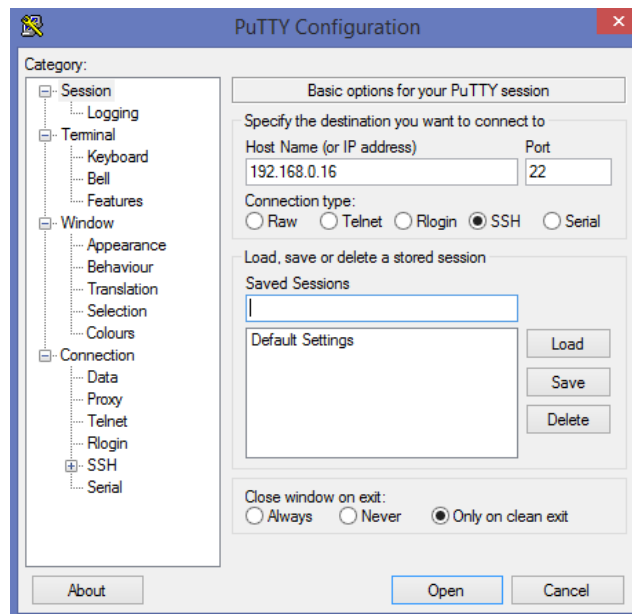 PuTTY Configuration
Category:
Session
Logging
Terminal
Keyboard
Bell
Features
Window
Appearance
Behaviour
Translation
Selection
Colours
Connection
Data
Proxy
Telnet
Rlogin
SSH
Serial
Basic options for your PuTTY session
Specify the destination you want to connect to
Host Name (or IP address) Port
192.168.0.16 22
Connection type:
Raw Telnet Rlogin SSH Serial
Load, save or delete a stored session
Saved Sessions
Default Settings
Load
Save
Delete
Close window on exit:
Always Never Only on clean exit
About Open Cancel